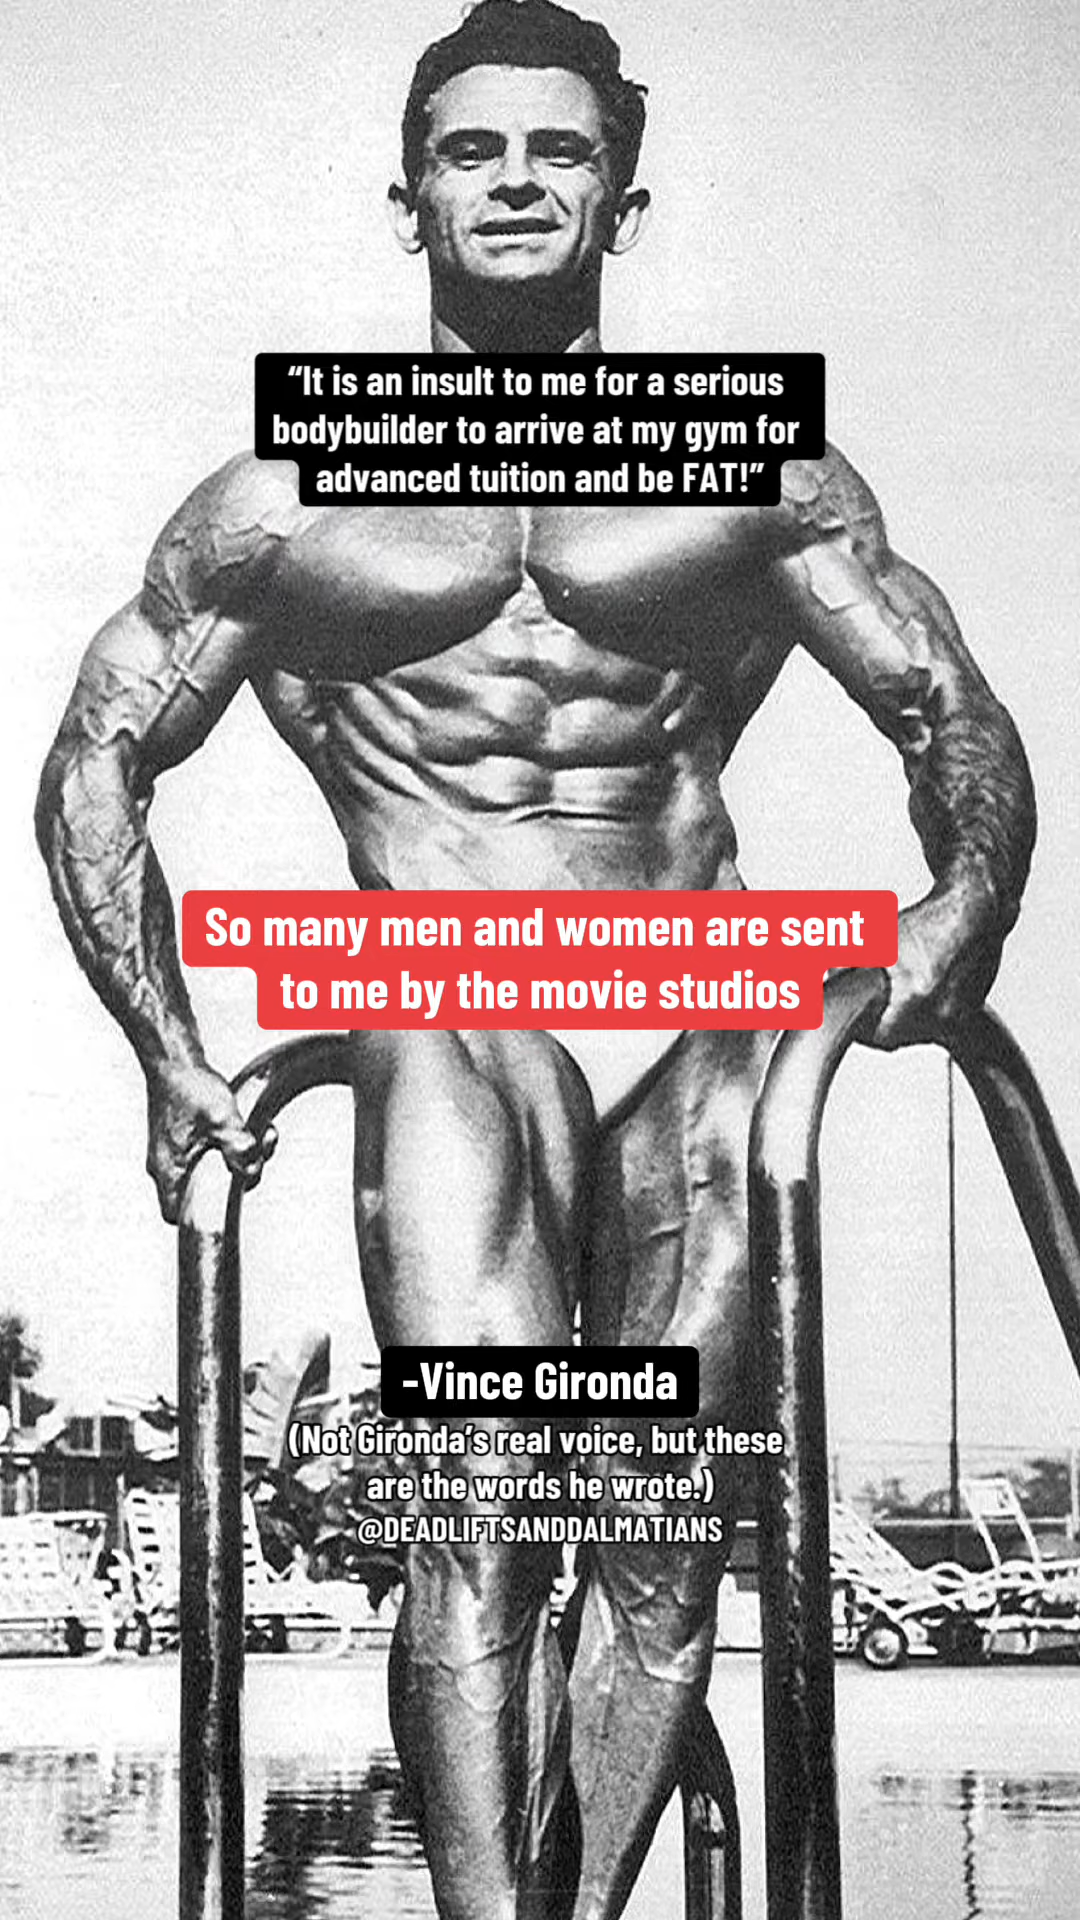 “It is an insult to me for a serious
bodybuilder to arrive at my gym for
advanced tuition and be FAT!”
So many men and women are sent
to me by the movie studios
-Vince Gironda
(Not Gironda’s real voice, but these
are the words he wrote.)
@DEADLIFTSANDDALMATIANS